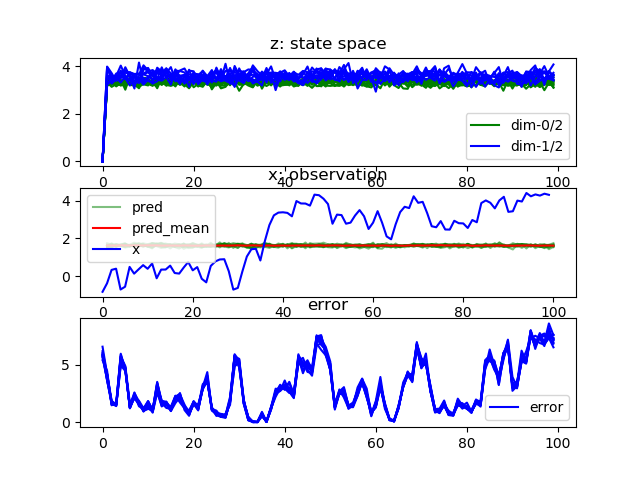 z: state space
4
2
0
dim-0/2
dim-1/2
0 20 40 60 80 100
x: observation
4
2
0
pred
pred_mean
x
0 20 40 60 80 100
error
5
0
error
0 20 40 60 80 100